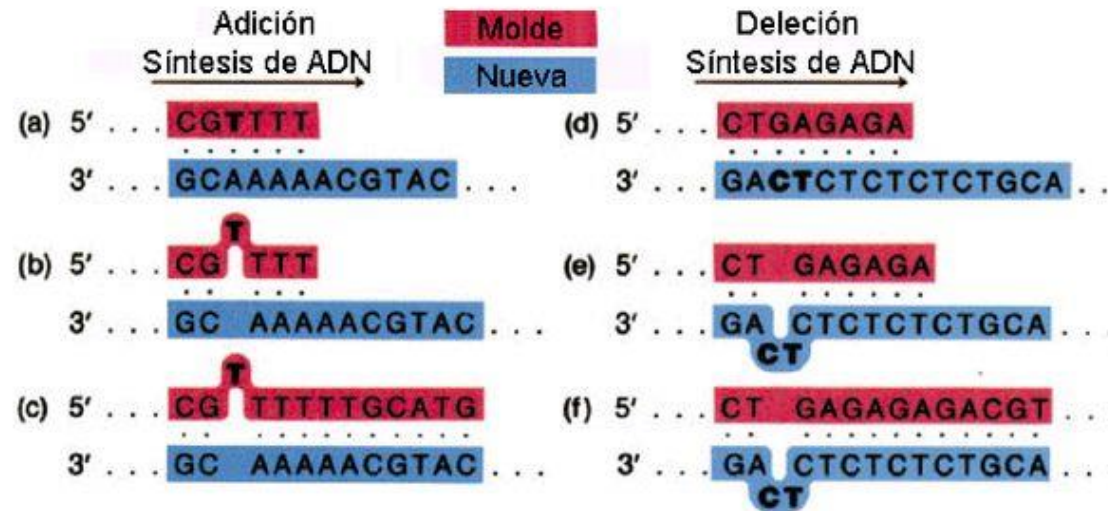 Adición
Síntesis de ADN
Molde
Nueva
Deleción
Síntesis de ADN
(a) 5' . . . CGTTTT
3' . . . GCAAAAACGTAC . . .
T
(b) 5' . . . CG TTT
3' . . . GC AAAAACGTAC . . .
T
(c) 5' . . . CG TTTTTGCATG
3' . . . GC AAAAACGTAC . . .
(d) 5' . . . CTGAGAGA
3' . . . GACTCTCTCTCTGCA . .
(e) 5' . . . CT GAGAGA
3' . . . GA CTCTCTCTGCA . .
CT
(f) 5' . . . CT GAGAGAGACGT . .
3' . . . GA CTCTCTCTGCA . .
CT